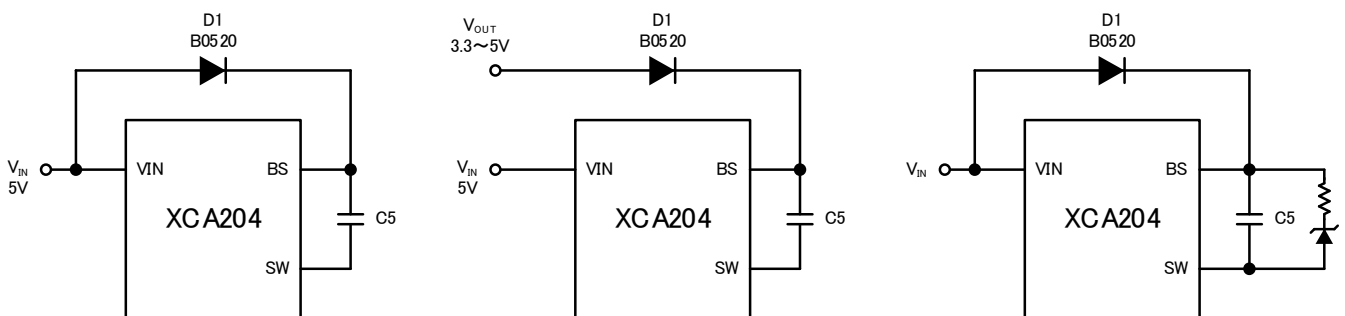 D1
B0520
V_IN
5V
VIN
BS
XCA204
C5
SW
V_OUT
3.3～5V
D1
B0520
V_IN
5V
VIN
BS
XCA204
C5
SW
D1
B0520
V_IN
VIN
BS
XCA204
C5
SW